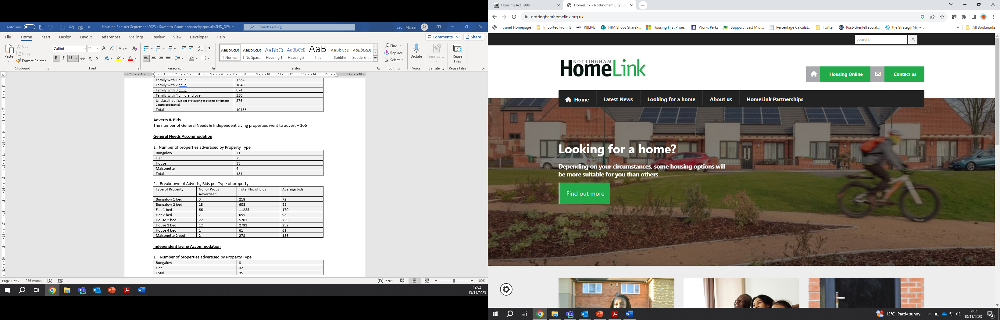 AutoSave
Housing Register September 2023 • Saved to \\nottinghamcity.gov.uk\SHD_DEV
Search (Alt+Q)
Leon Mclean
File Home Insert Design Layout References Mailings Review View Developer Help
Comments Share
Paste
Cut
Copy
Format Painter
Calibri 11
AaBbCcDc AaBbCcDc AaBbCc AaBbCcE AaB AaBbCcD AaBbCcDc
¶ Normal ¶ No Spac... Heading 1 Heading 2 Title Subtitle Subtle Em...
Find
Replace
Select
Dictate
Sensitivity
Reuse
Files
Clipboard Font Paragraph Styles Editing Voice Sensitivity Reuse Files
Family with 1 child 1534
Family with 2 child 1040
Family with 3 child 674
Family with 4 child and over 550
Unclassified (sub-list of Housing to Health or Victoria 276
Centre applicants)
Total 10156
Adverts & Bids
The number of General Needs & Independent Living properties went to advert – 166
General Needs Accommodation
1. Number of properties advertised by Property Type
Bungalow 21
Flat 73
House 33
Maisonette 4
Total 131
2. Breakdown of Adverts, Bids per Type of property
Type of Property No. of Props Total No. of Bids Average bids
Advertised
Bungalow 1 bed 3 218 72
Bungalow 2 bed 18 608 33
Flat 1 bed 66 11223 170
Flat 2 bed 7 655 93
House 2 bed 22 5701 259
House 3 bed 12 2792 232
House 4 bed 1 61 61
Maisonette 2 bed 2 273 136
Independent Living Accommodation
1. Number of properties advertised by Property Type
Bungalow 3
Flat 32
Total 35
Page 1 of 2 236 words Focus 100%
12:02
13/11/2023
Housing Act 1996
HomeLink - Nottingham City Co
nottinghamhomelink.org.uk
Intranet Homepage Imported From IE RBLIVE HRA Shops ShareP... Housing First Proje... Works Perks Support : East Midl... Percentage Calculat... Twitter Post-Grenfell social... the Strategy Mill – t... » All Bookmarks
search
NOTTINGHAM
HomeLink
Housing Online
Contact us
Home Latest News Looking for a home About us HomeLink Partnerships
Looking for a home?
Depending on your circumstances, some housing options will
be more suitable for you than others
Find out more
13°C Partly sunny
12:02
13/11/2023